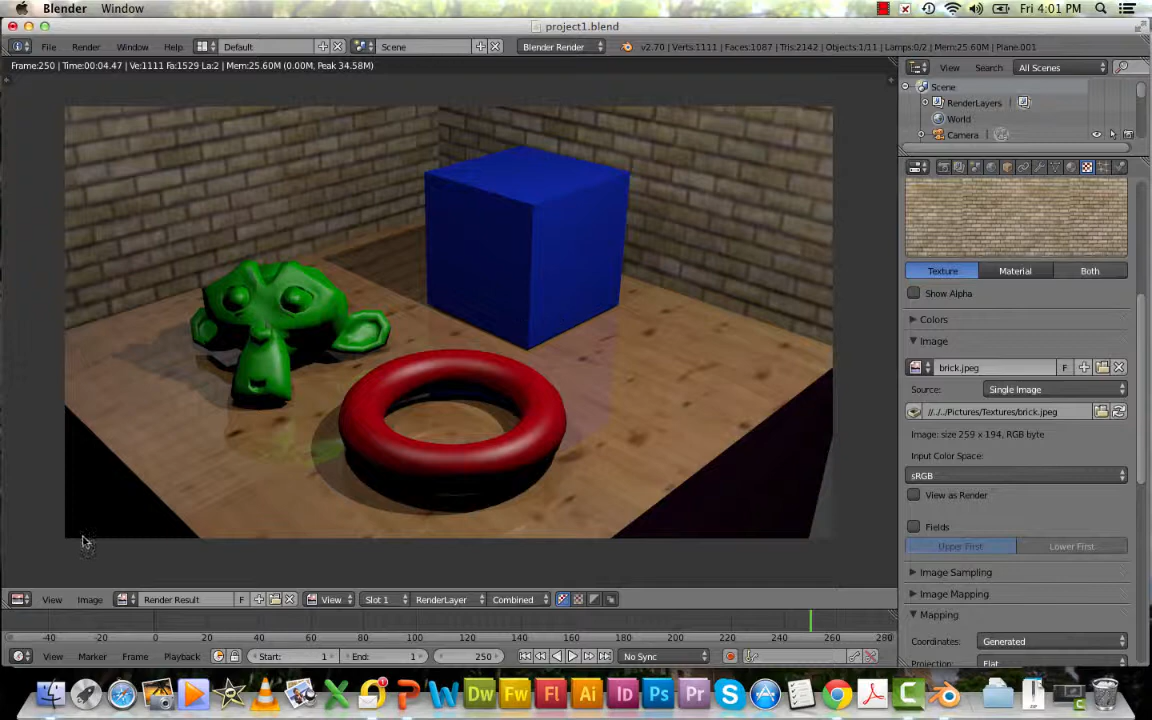 Blender Window Fri 4:01 PM
project1.blend
File Render Window Help Default Scene Blender Render v2.70 | Verts:1111 | Faces:1087 | Tris:2142 | Objects:1/11 | Lamps:0/2 | Mem:25.60M | Plane.001
Frame:250 | Time:00:04.47 | Ve:1111 Fa:1529 La:2 | Mem:25.60M (0.00M, Peak 34.58M)
View Search: All Scenes
Scene
RenderLayers
World
Camera
Texture Material Both
Show Alpha
Colors
Image
brick.jpeg F
Source: Single Image
//../../Pictures/Textures/brick.jpeg
Image: size 259 x 194, RGB byte
Input Color Space:
sRGB
View as Render
Fields
Upper First Lower First
Image Sampling
Image Mapping
Mapping
Coordinates: Generated
Projection: Flat
View Image Render Result F View Slot 1 RenderLayer Combined
-40 -20 0 20 40 60 80 100 120 140 160 180 200 220 240 260 280
View Marker Frame Playback Start: 1 End: 1 250 No Sync
Dw Fw Fl Ai Id Ps Pr